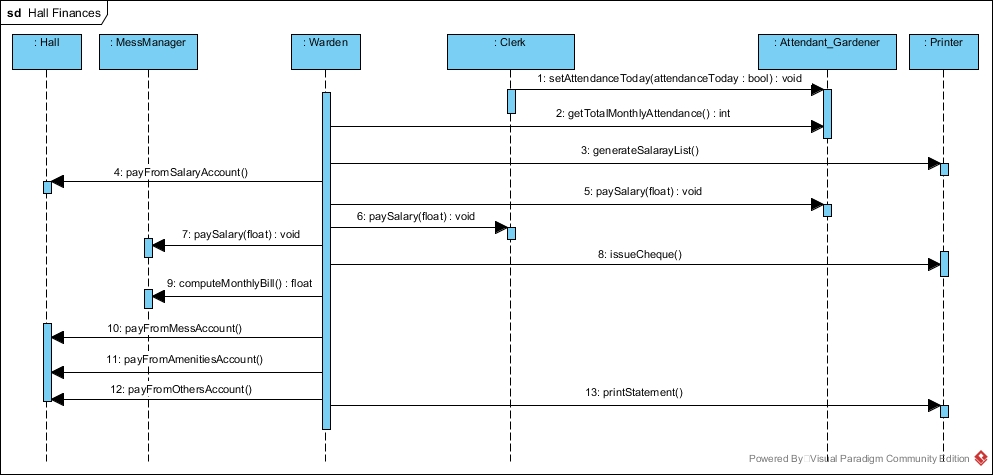 sd Hall Finances
: Hall
: MessManager
: Warden
: Clerk
: Attendant_Gardener
: Printer
1: setAttendanceToday(attendanceToday : bool) : void
2: getTotalMonthlyAttendance() : int
3: generateSalarayList()
4: payFromSalaryAccount()
5: paySalary(float) : void
6: paySalary(float) : void
7: paySalary(float) : void
8: issueCheque()
9: computeMonthlyBill() : float
10: payFromMessAccount()
11: payFromAmenitiesAccount()
12: payFromOthersAccount()
13: printStatement()
Powered By Visual Paradigm Community Edition